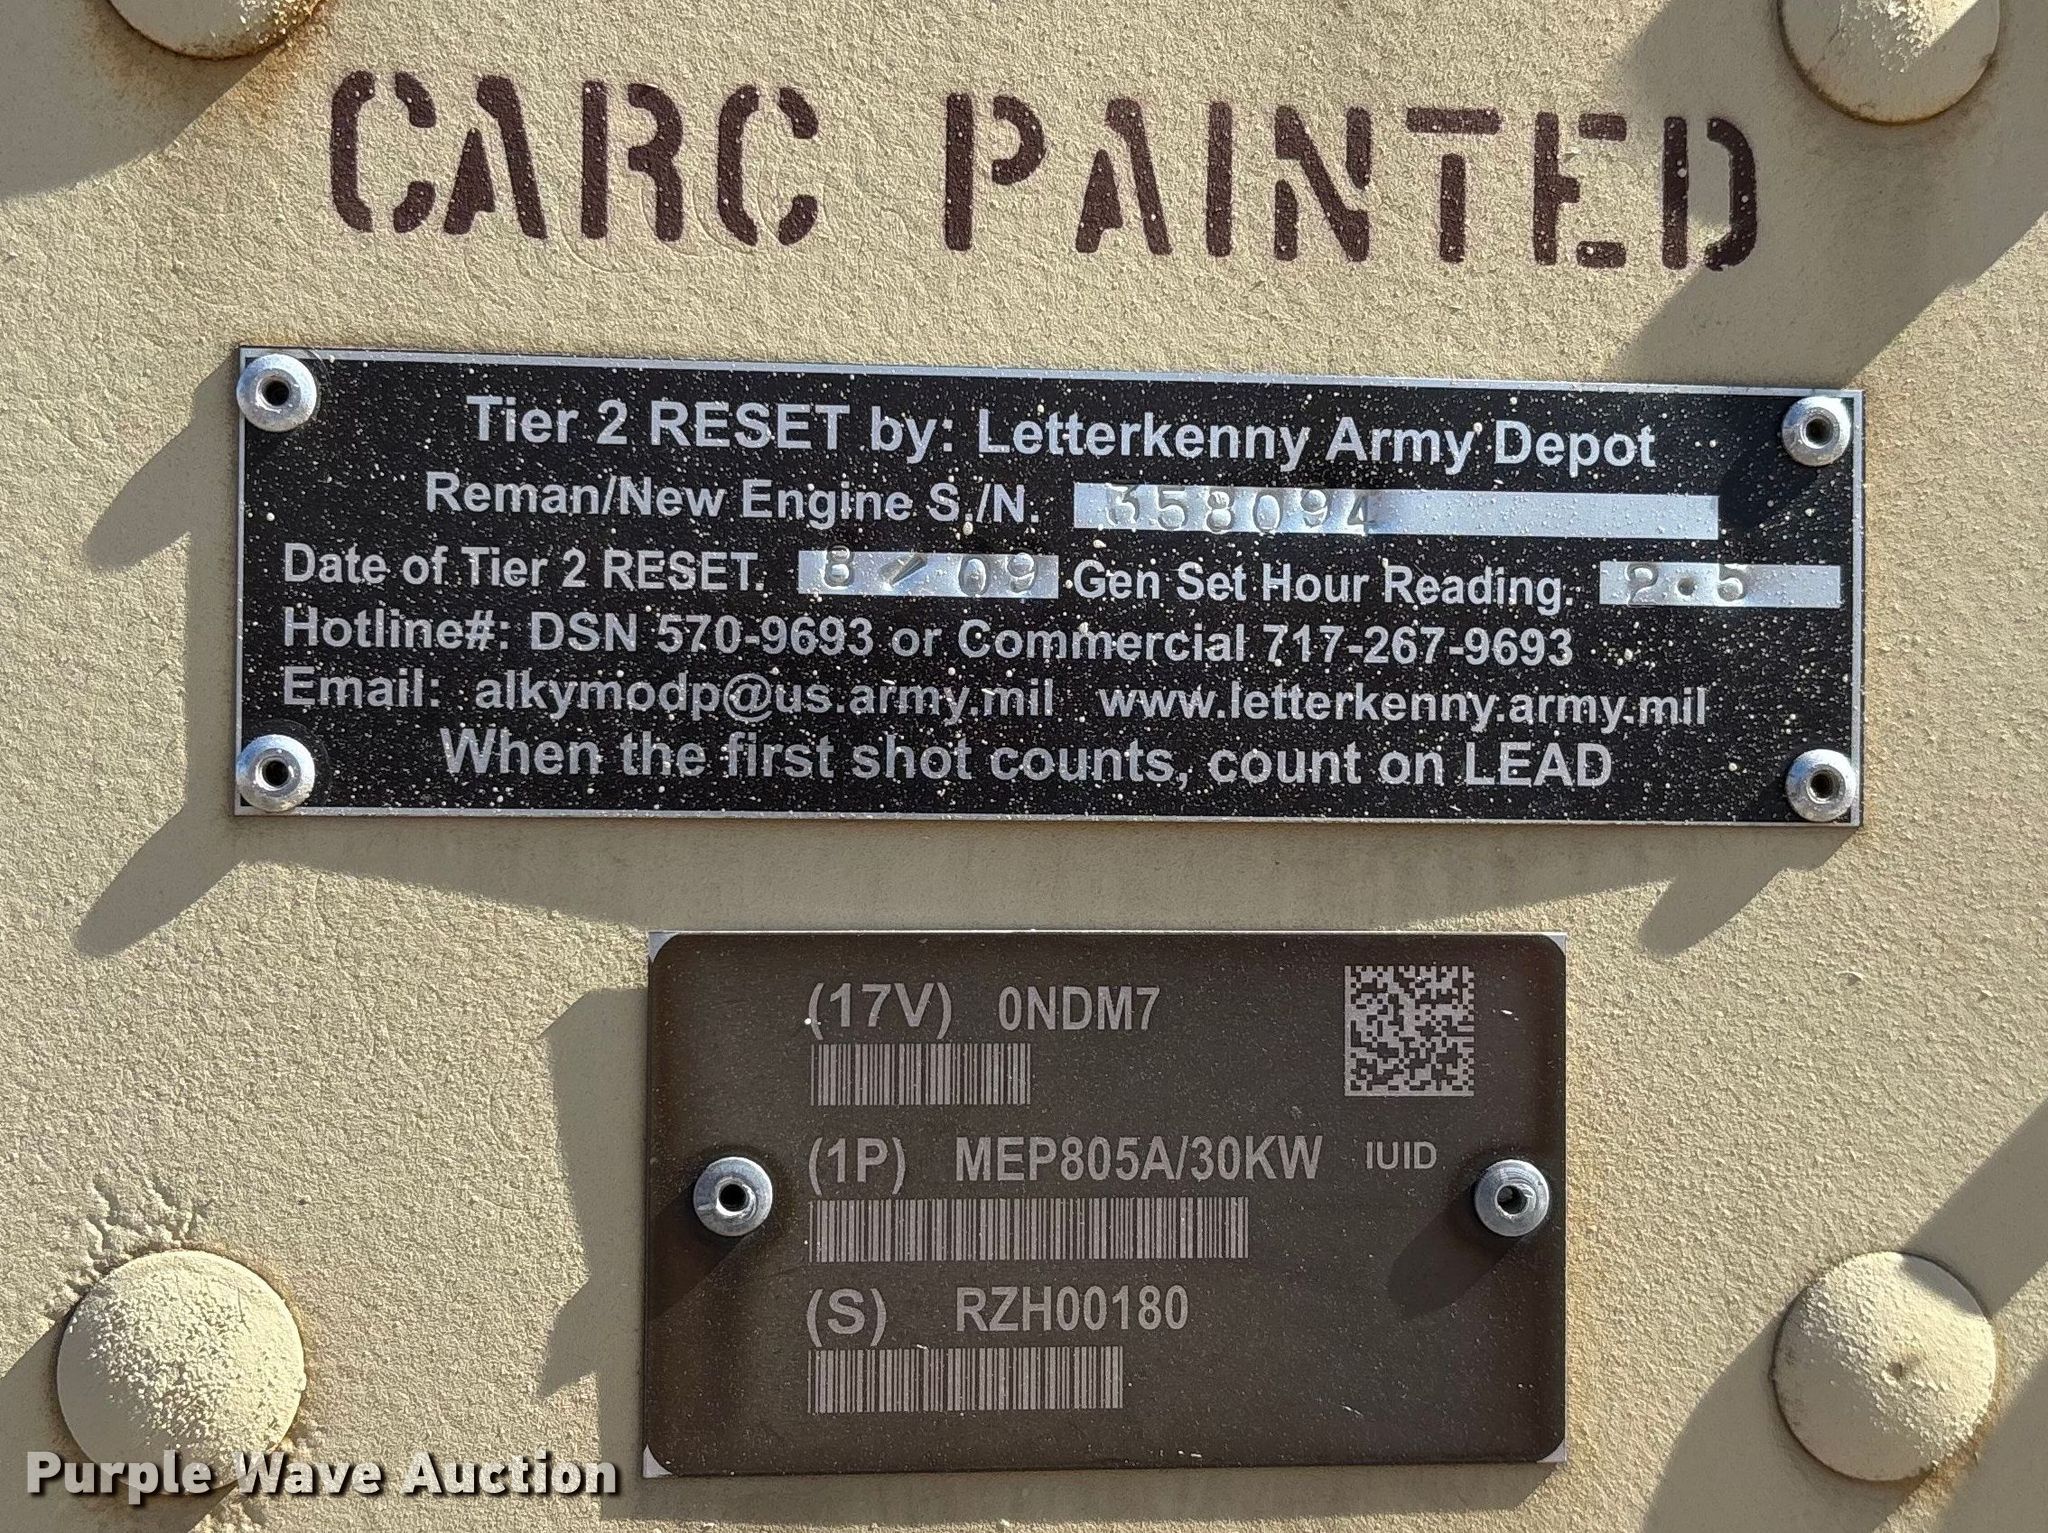 CARC PAINTED
Tier 2 RESET by: Letterkenny Army Depot
Reman/New Engine S./N. 358094
Date of Tier 2 RESET. 8/09 Gen Set Hour Reading. 2.5
Hotline#: DSN 570-9693 or Commercial 717-267-9693
Email: alkymodp@us.army.mil www.letterkenny.army.mil
When the first shot counts, count on LEAD
(17V) 0NDM7
(1P) MEP805A/30KW IUID
(S) RZH00180
Purple Wave Auction